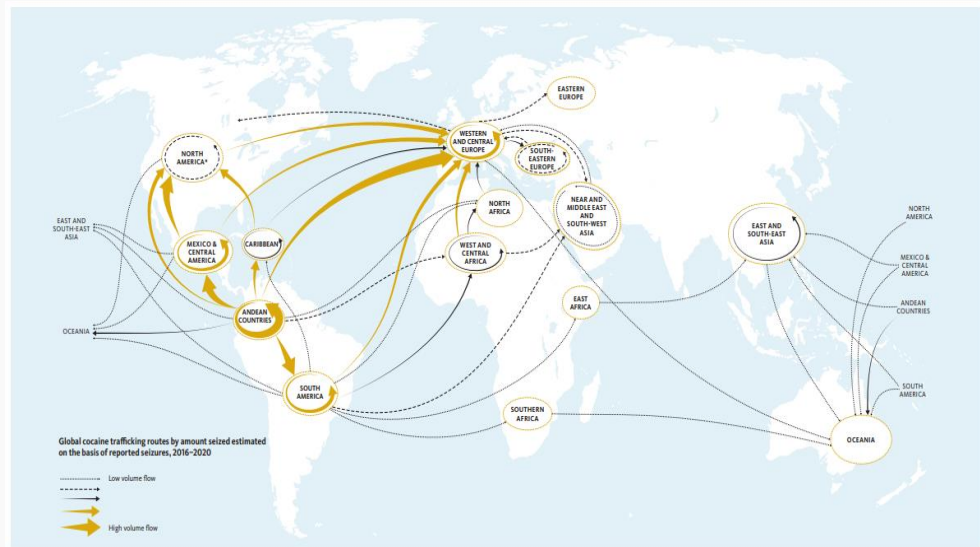 EASTERN
EUROPE
WESTERN
AND CENTRAL
EUROPE
NORTH
AMERICA*
SOUTH-
EASTERN
EUROPE
NORTH
AFRICA
NEAR AND
MIDDLE EAST
AND
SOUTH-WEST
ASIA
EAST AND
SOUTH-EAST
ASIA
NORTH
AMERICA
EAST AND
SOUTH-EAST
ASIA
MEXICO &
CENTRAL
AMERICA
CARIBBEAN
WEST AND
CENTRAL
AFRICA
MEXICO &
CENTRAL
AMERICA
ANDEAN
COUNTRIES
EAST
AFRICA
ANDEAN
COUNTRIES
OCEANIA
SOUTH
AMERICA
SOUTH
AMERICA
SOUTHERN
AFRICA
OCEANIA
Global cocaine trafficking routes by amount seized estimated
on the basis of reported seizures, 2016–2020
Low volume flow
High volume flow